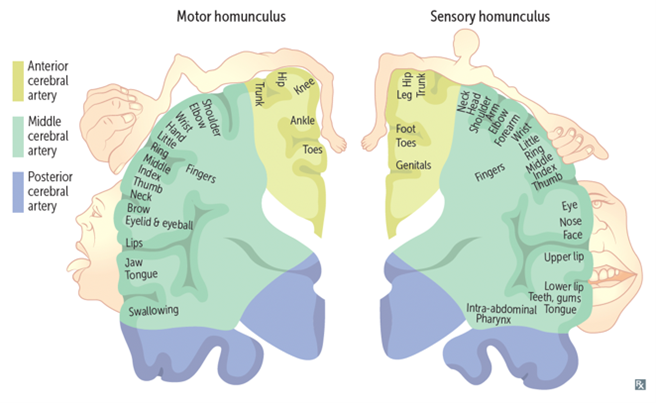 Motor homunculus
Sensory homunculus
Anterior
cerebral
artery
Middle
cerebral
artery
Posterior
cerebral
artery
Trunk
Hip
Knee
Ankle
Toes
Shoulder
Elbow
Wrist
Hand
Little
Ring
Middle
Index
Thumb
Fingers
Neck
Brow
Eyelid & eyeball
Lips
Jaw
Tongue
Swallowing
Leg
Hip
Trunk
Foot
Toes
Genitals
Neck
Head
Shoulder
Arm
Elbow
Forearm
Wrist
Little
Ring
Middle
Index
Thumb
Fingers
Eye
Nose
Face
Upper lip
Lower lip
Teeth, gums
Tongue
Intra-abdominal
Pharynx
Rx